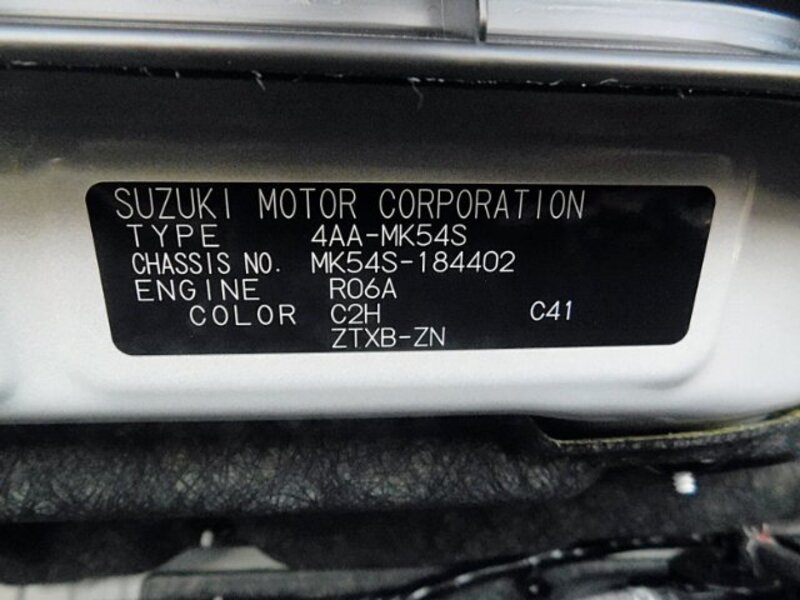 SUZUKI MOTOR CORPORATION
TYPE 4AA-MK54S
CHASSIS NO. MK54S-184402
ENGINE R06A
COLOR C2H C41
ZTXB-ZN